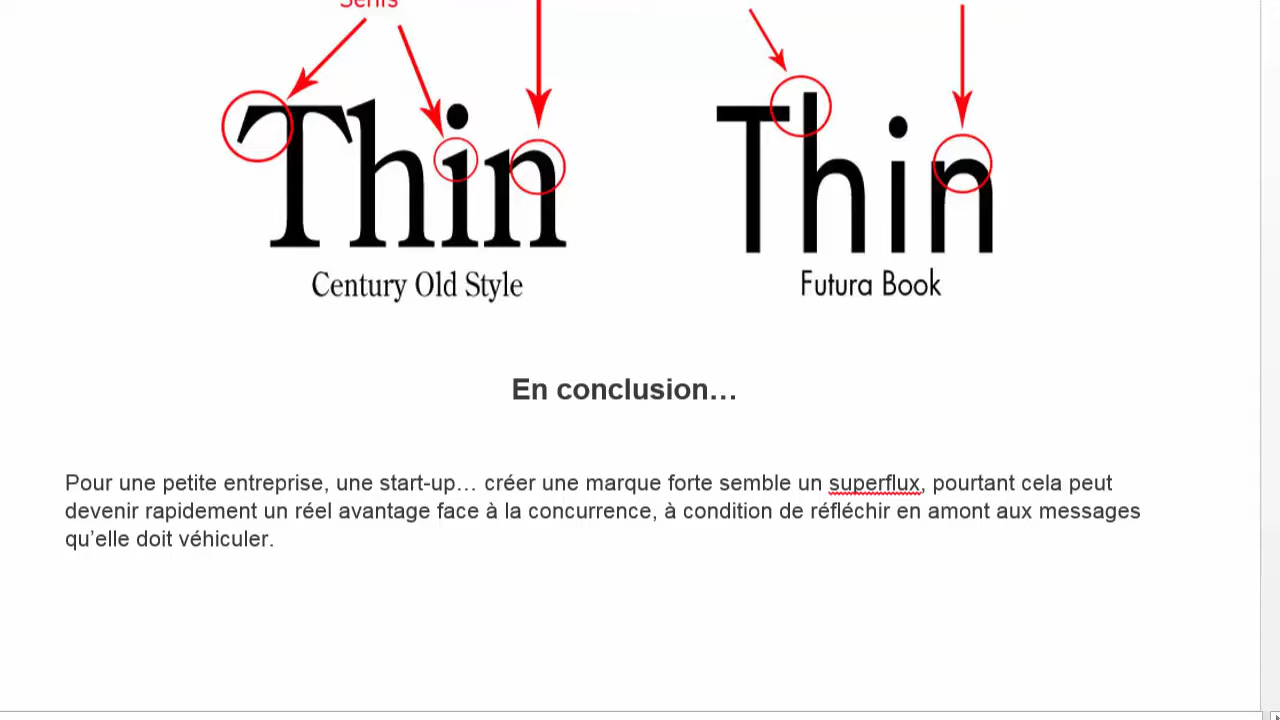 Serifs
Thin Thin
Century Old Style Futura Book
En conclusion…
Pour une petite entreprise, une start-up… créer une marque forte semble un superflux, pourtant cela peut
devenir rapidement un réel avantage face à la concurrence, à condition de réfléchir en amont aux messages
qu’elle doit véhiculer.